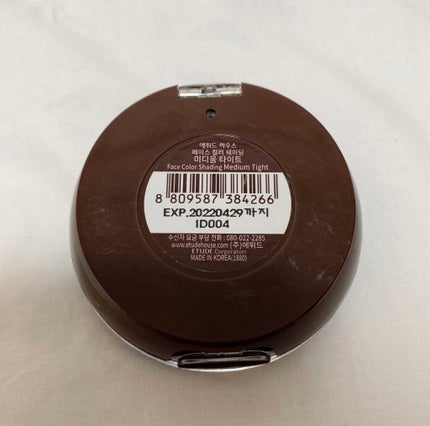 에뛰드 하우스
페이스 컬러 쉐이딩
미디움 타이트
Face Color Shading Medium Tight
8 809587 384266
EXP.20220429까지
ID004
수신자 요금 부담 전화 : 080-022-2285
www.etudehouse.com (주)에뛰드
ETUDE Corporation
MADE IN KOREA(1880)